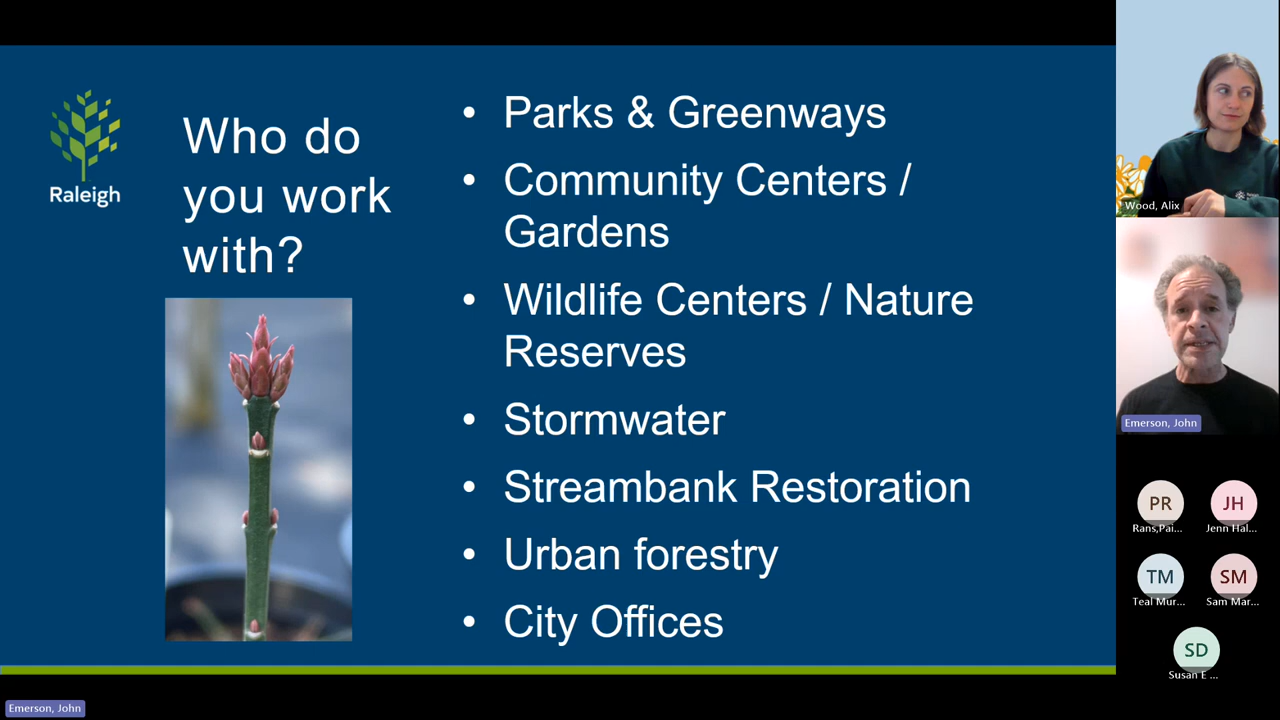 Raleigh
Who do
you work
with?
• Parks & Greenways
• Community Centers /
Gardens
• Wildlife Centers / Nature
Reserves
• Stormwater
• Streambank Restoration
• Urban forestry
• City Offices
Wood, Alix
Emerson, John
PR
Rans,Pai...
JH
Jenn Hal...
TM
Teal Mur...
SM
Sam Mar...
SD
Susan E ...
Emerson, John